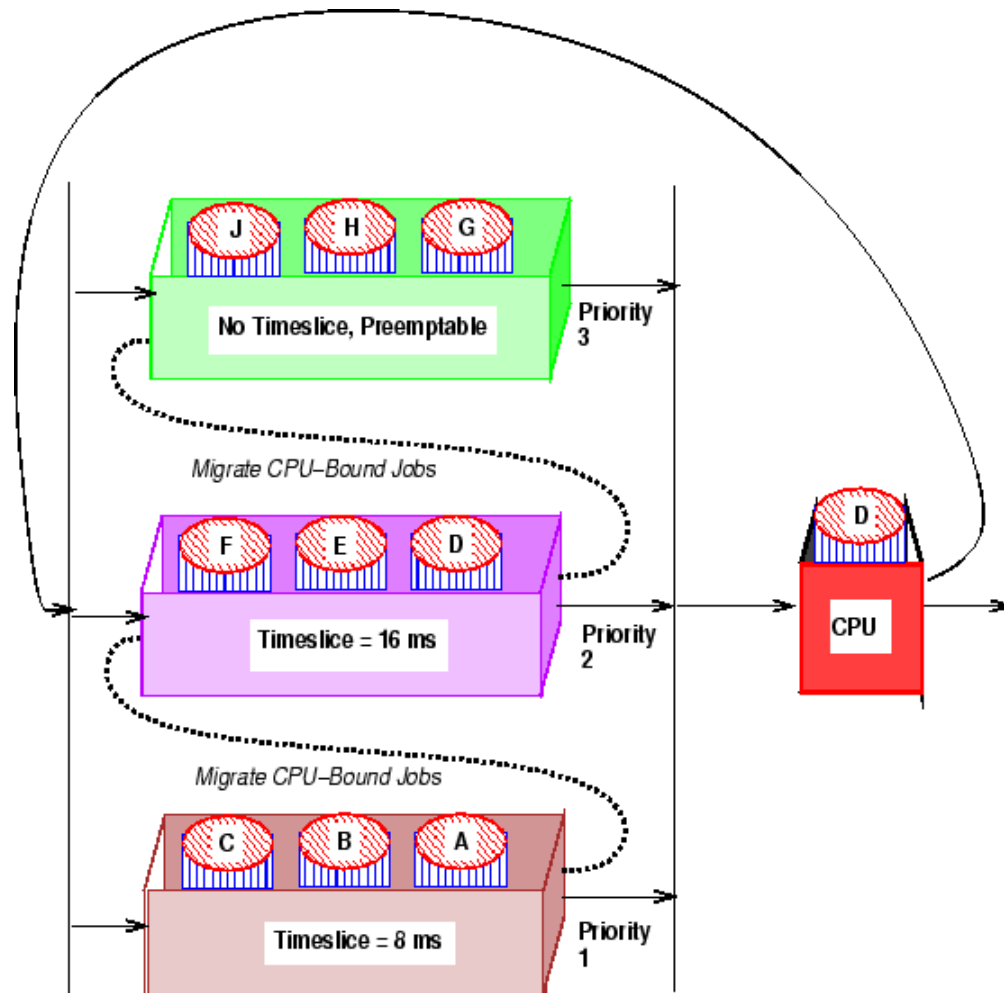 J H G
No Timeslice, Preemptable
Priority
3
Migrate CPU–Bound Jobs
F E D
D
Timeslice = 16 ms
Priority
2
CPU
Migrate CPU–Bound Jobs
C B A
Timeslice = 8 ms
Priority
1